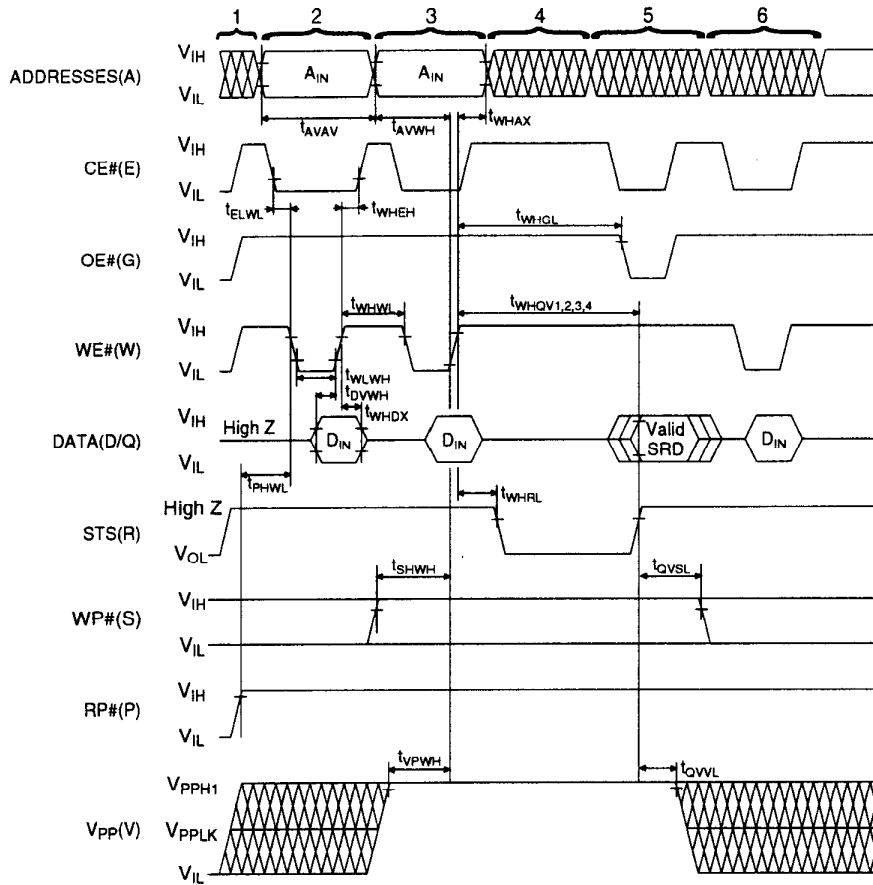 1 2 3 4 5 6
ADDRESSES(A) VIH VIL AIN AIN
tAVAV tAVWH tWHAX
CE#(E) VIH VIL
tELWL tWHEH
OE#(G) VIH VIL
tWHGL
WE#(W) VIH VIL
tWHWL tWHQV1,2,3,4
tWLWH
tDVWH
tWHDX
DATA(D/Q) VIH VIL High Z DIN DIN Valid SRD DIN
tPHWL
STS(R) High Z VOL
tWHRL
WP#(S) VIH VIL
tSHWH tQVSL
RP#(P) VIH VIL
VPP(V) VPPH1 VPPLK VIL
tVPWH tQVVL